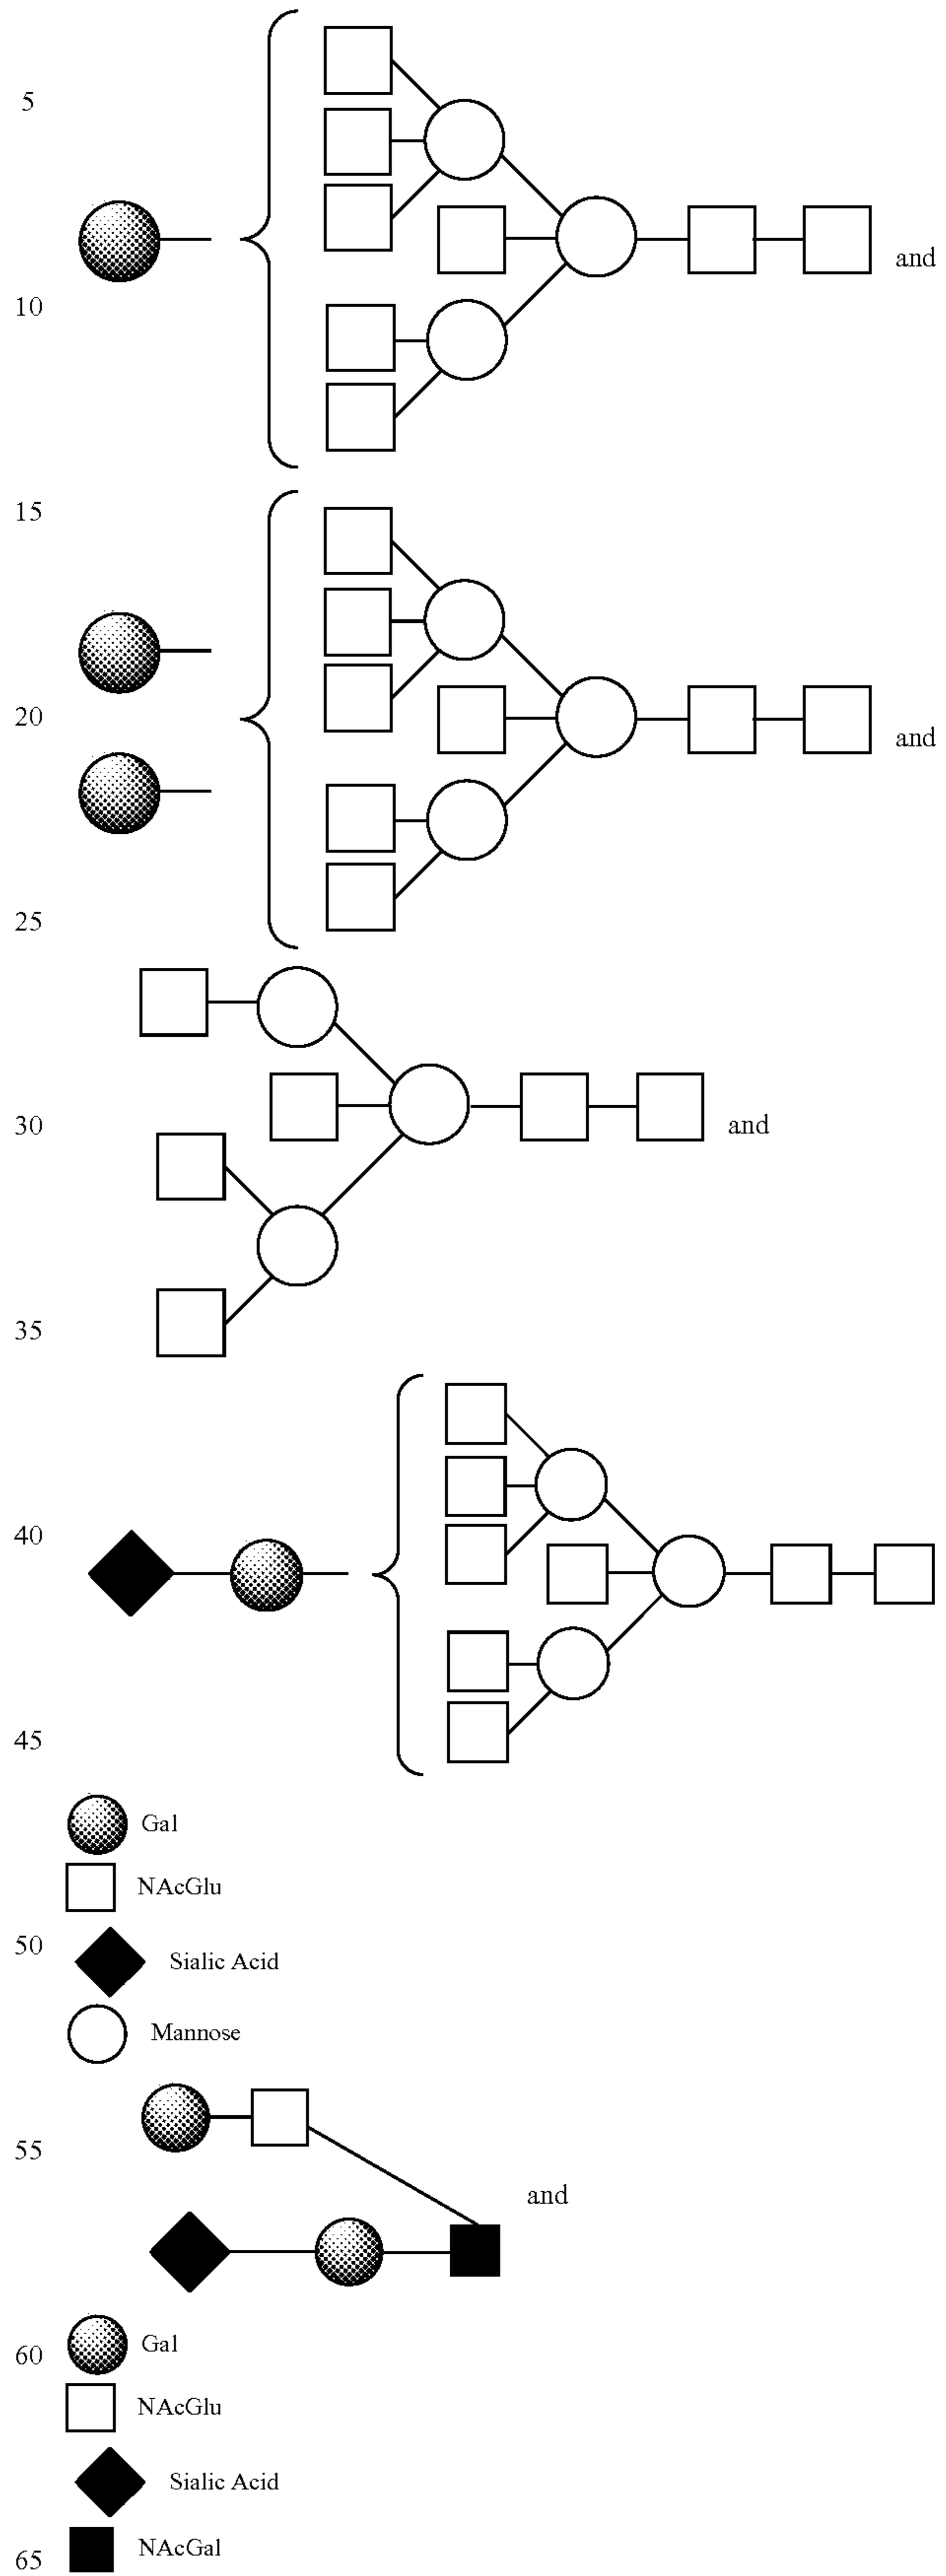 5
and
10
15
20
and
25
30
and
35
40
45
Gal
NAcGlu
50
Sialic Acid
Mannose
55
and
60
Gal
NAcGlu
Sialic Acid
NAcGal
65